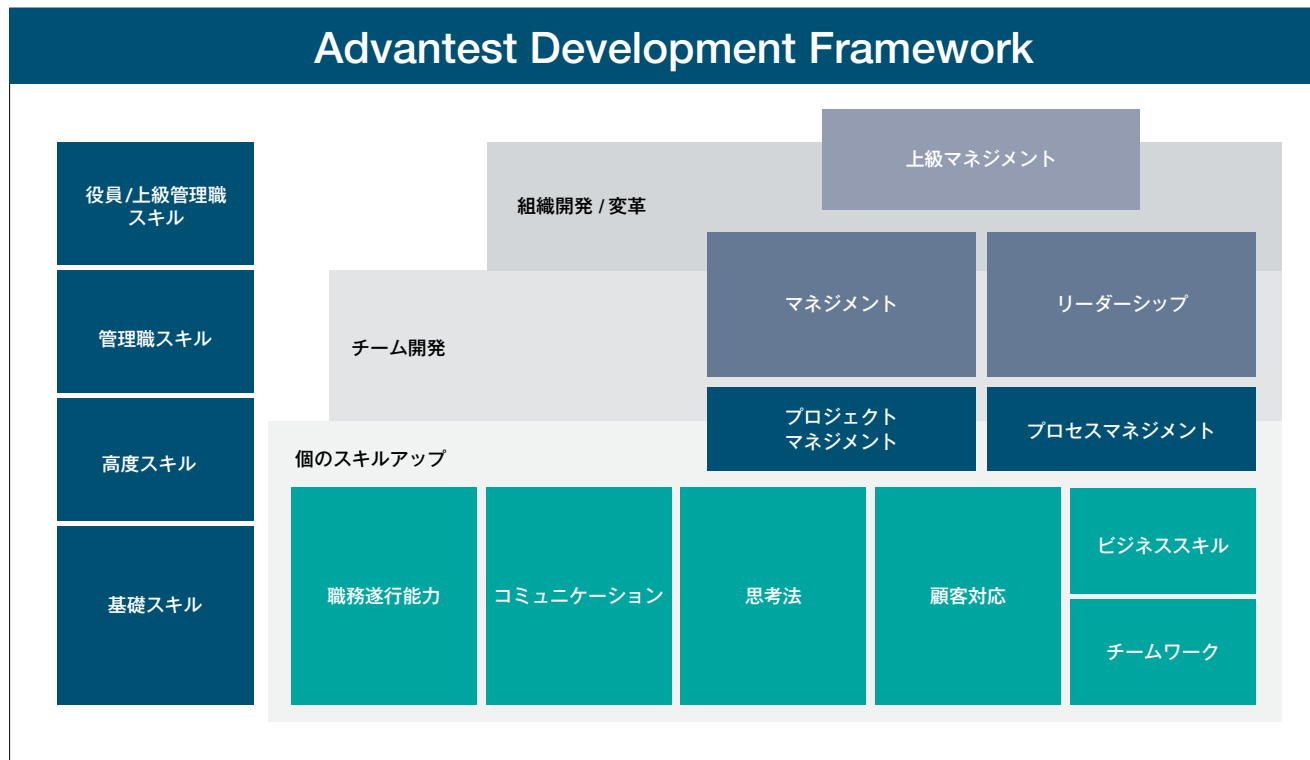 Advantest Development Framework
役員/上級管理職
スキル
管理職スキル
高度スキル
基礎スキル
組織開発 / 変革
上級マネジメント
チーム開発
マネジメント
リーダーシップ
個のスキルアップ
プロジェクト
マネジメント
プロセスマネジメント
職務遂行能力
コミュニケーション
思考法
顧客対応
ビジネススキル
チームワーク